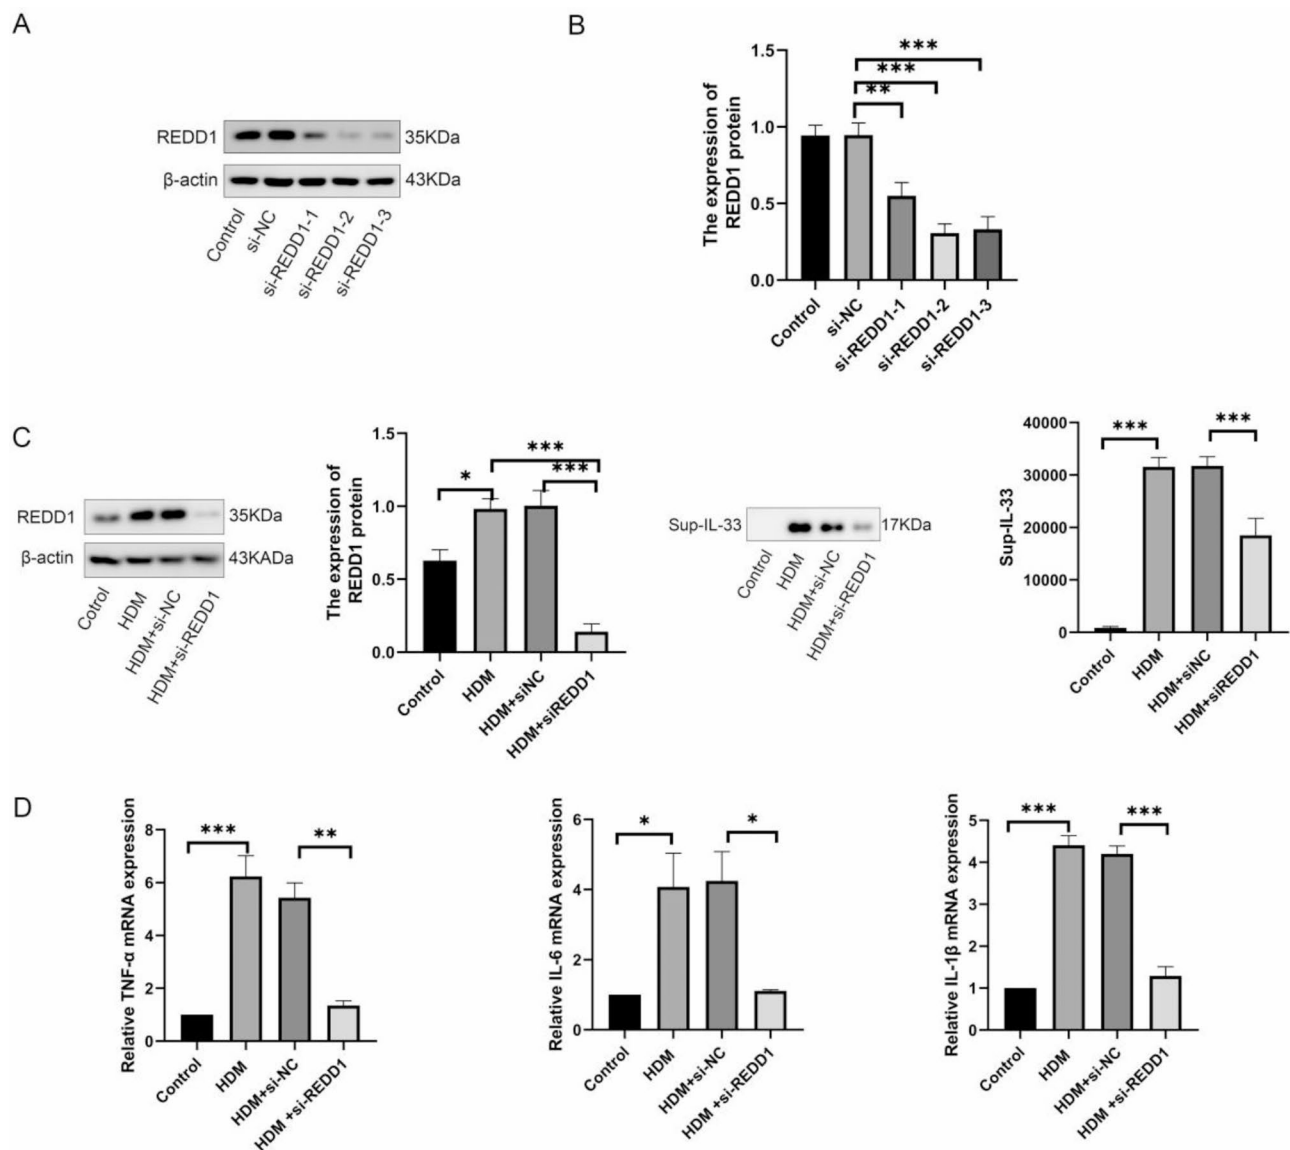 A
REDD1
35KDa
β-actin
43KDa
Control
si-NC
si-REDD1-1
si-REDD1-2
si-REDD1-3
B
The expression of
REDD1 protein
1.5
1.0
0.5
0.0
***
***
**
Control
si-NC
si-REDD1-1
si-REDD1-2
si-REDD1-3
C
REDD1
35KDa
β-actin
43KADa
Cotrol
HDM
HDM+si-NC
HDM+si-REDD1
The expression of
REDD1 protein
1.5
1.0
0.5
0.0
*
***
***
Control
HDM
HDM+siNC
HDM+siREDD1
Sup-IL-33
17KDa
Control
HDM
HDM+si-NC
HDM+si-REDD1
Sup-IL-33
40000
30000
20000
10000
0
***
***
Control
HDM
HDM+siNC
HDM+siREDD1
D
Relative TNF-α mRNA expression
8
6
4
2
0
***
**
Control
HDM
HDM+si-NC
HDM +si-REDD1
Relative IL-6 mRNA expression
6
4
2
0
*
*
Control
HDM
HDM+si-NC
HDM +si-REDD1
Relative IL-1β mRNA expression
5
4
3
2
1
0
***
***
Control
HDM
HDM+si-NC
HDM +si-REDD1